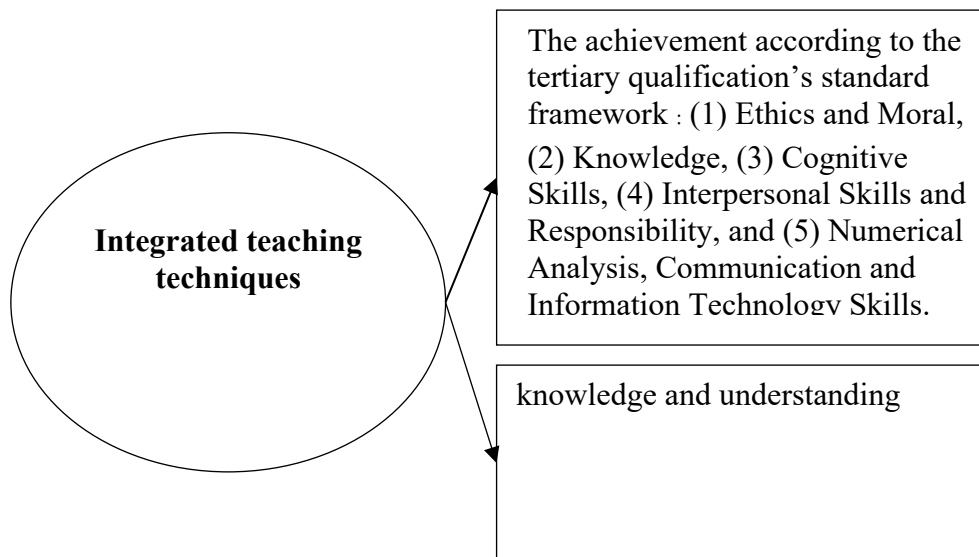 Integrated teaching
techniques
The achievement according to the
tertiary qualification’s standard
framework : (1) Ethics and Moral,
(2) Knowledge, (3) Cognitive
Skills, (4) Interpersonal Skills and
Responsibility, and (5) Numerical
Analysis, Communication and
Information Technology Skills.
knowledge and understanding